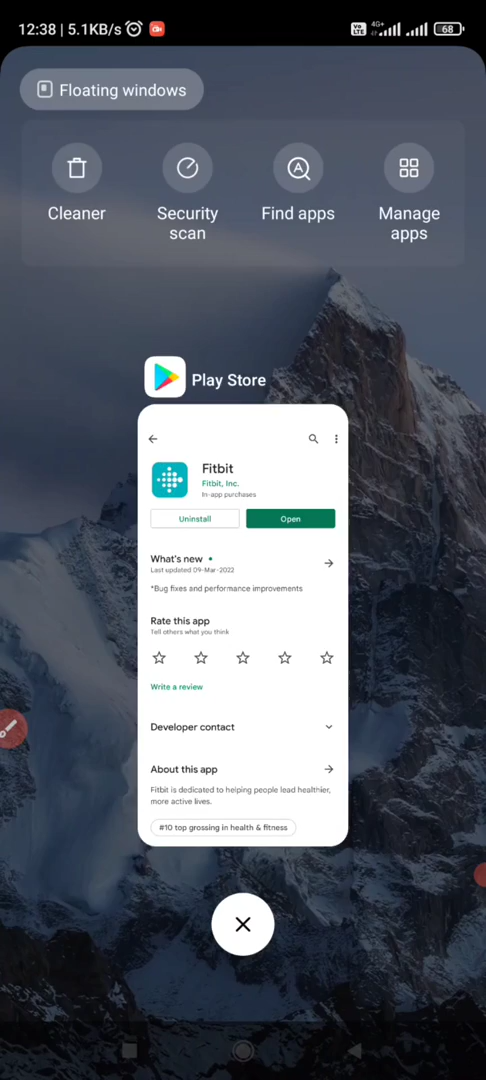 12:38 | 5.1KB/s
Vo LTE 4G+ 68
Floating windows
Cleaner
Security
scan
Find apps
Manage
apps
Play Store
Fitbit
Fitbit, Inc.
In-app purchases
Uninstall
Open
What's new •
Last updated 09-Mar-2022
*Bug fixes and performance improvements
Rate this app
Tell others what you think
Write a review
Developer contact
About this app
Fitbit is dedicated to helping people lead healthier,
more active lives.
#10 top grossing in health & fitness